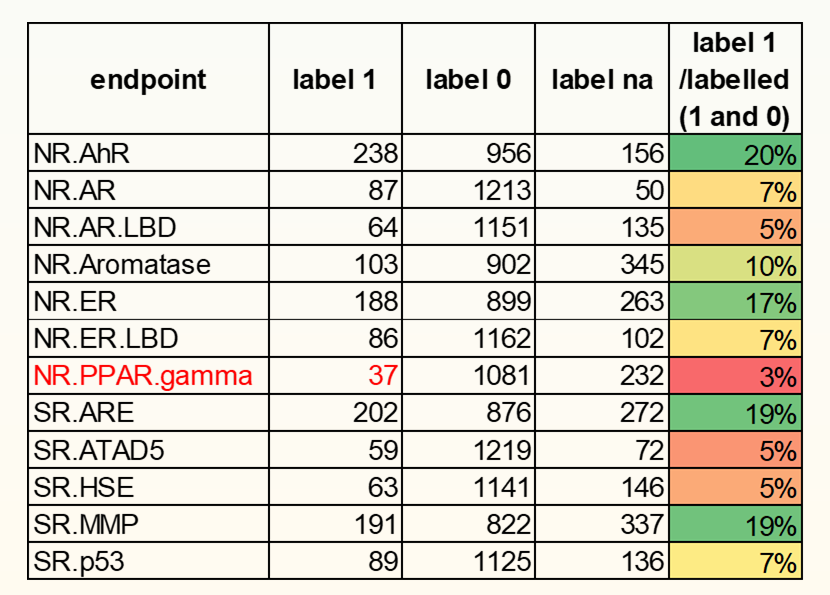 endpoint label 1 label 0 label na label 1 /labelled (1 and 0)
NR.AhR 238 956 156 20%
NR.AR 87 1213 50 7%
NR.AR.LBD 64 1151 135 5%
NR.Aromatase 103 902 345 10%
NR.ER 188 899 263 17%
NR.ER.LBD 86 1162 102 7%
NR.PPAR.gamma 37 1081 232 3%
SR.ARE 202 876 272 19%
SR.ATAD5 59 1219 72 5%
SR.HSE 63 1141 146 5%
SR.MMP 191 822 337 19%
SR.p53 89 1125 136 7%